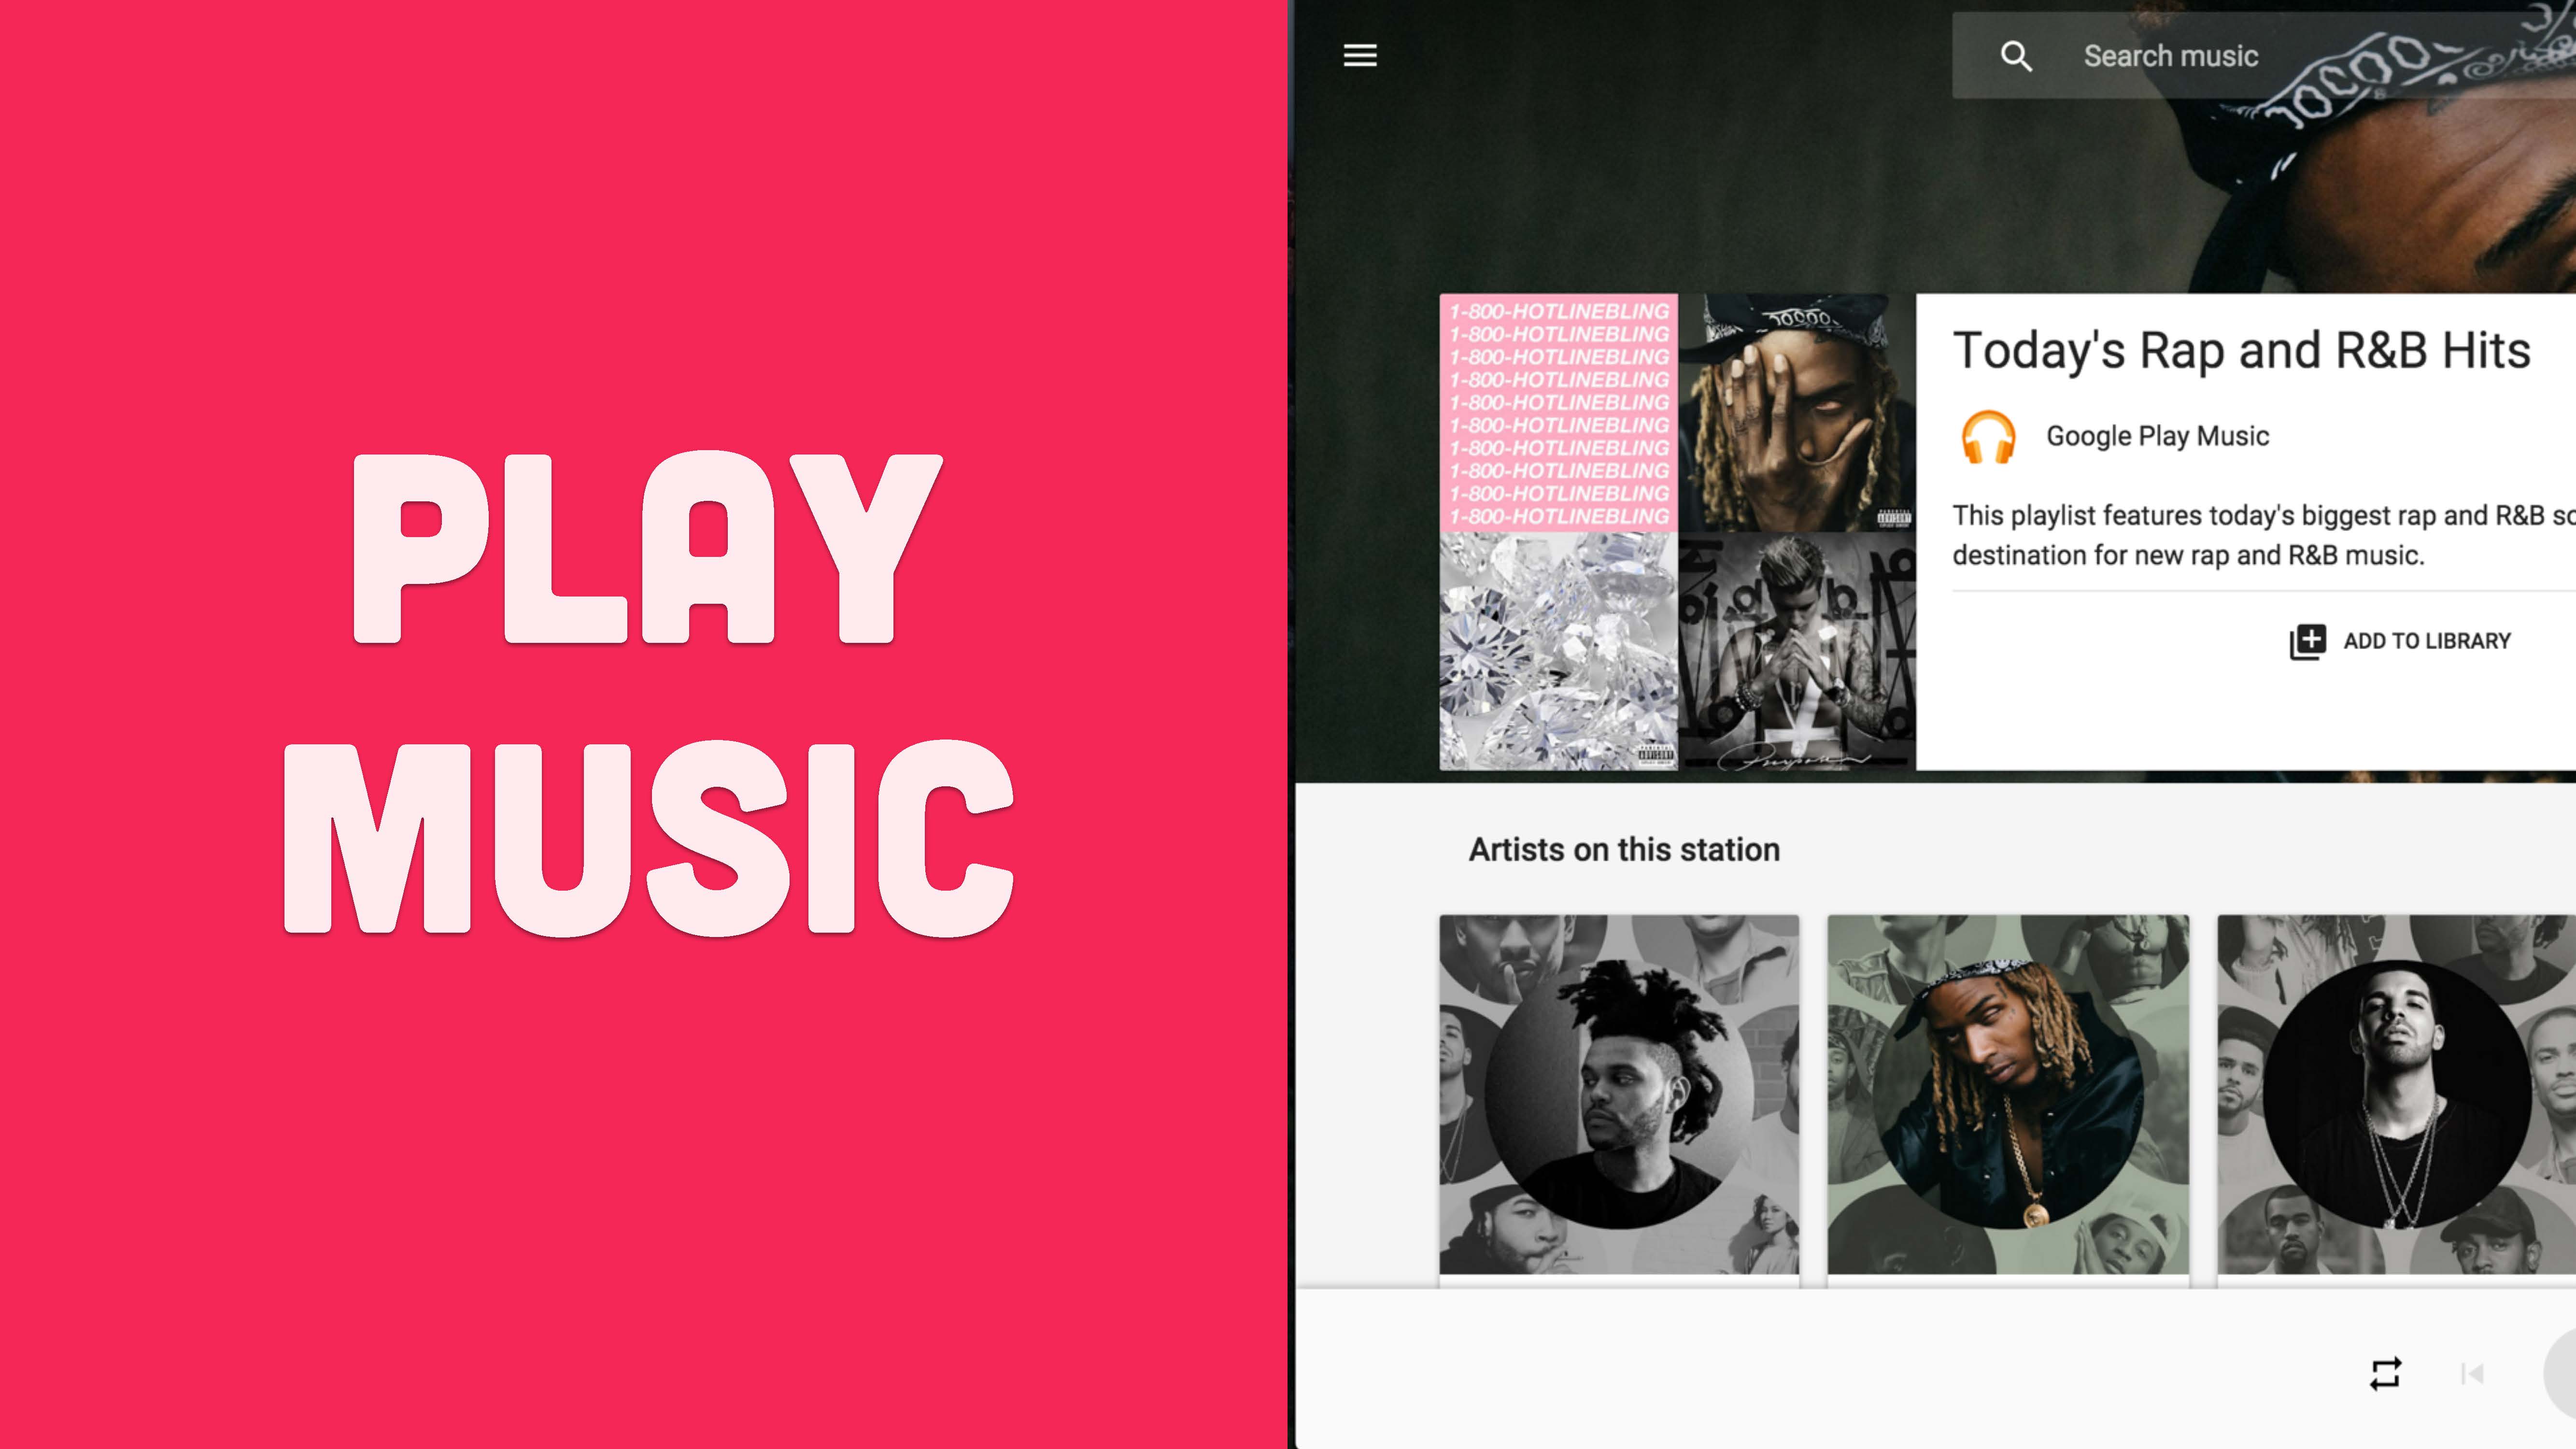 PLAY
MUSIC
Search music
1-800-HOTLINEBLING
1-800-HOTLINEBLING
1-800-HOTLINEBLING
1-800-HOTLINEBLING
1-800-HOTLINEBLING
1-800-HOTLINEBLING
1-800-HOTLINEBLING
1-800-HOTLINEBLING
1-800-HOTLINEBLING
1-800-HOTLINEBLING
Today's Rap and R&B Hits
Google Play Music
This playlist features today's biggest rap and R&B
destination for new rap and R&B music.
ADD TO LIBRARY
ADVISORY
ADVISORY
Purpose
Artists on this station